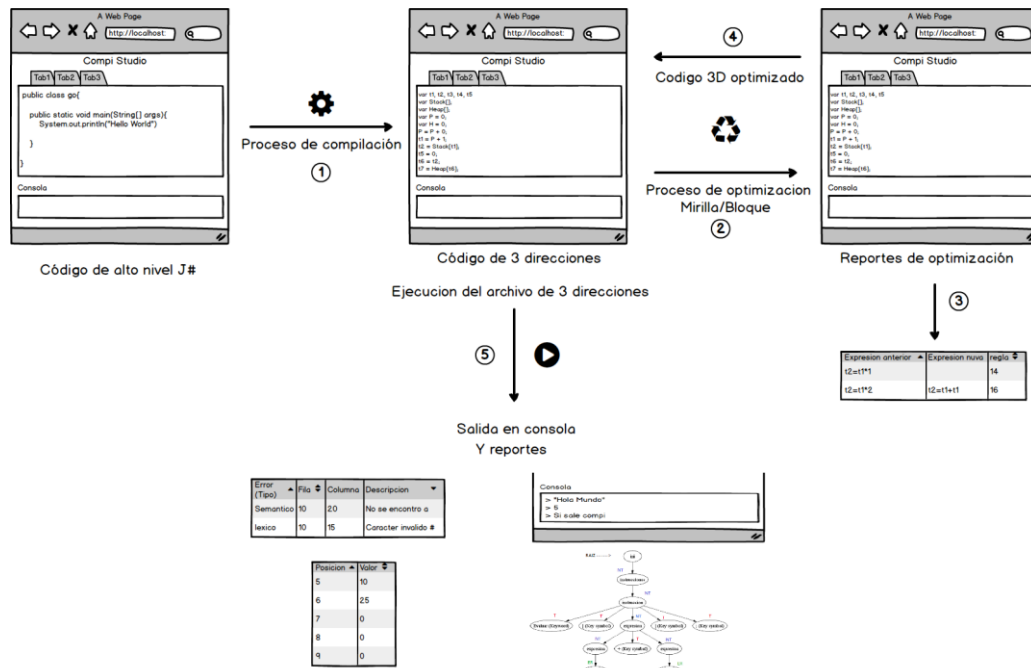 A Web Page
http://localhost:
Compi Studio
Tab1 Tab2 Tab3
public class go{
public static void main(String[] args){
System.out.println("Hello World")
}
}
Consola
Código de alto nivel J#
Proceso de compilación
1
A Web Page
http://localhost:
Compi Studio
Tab1 Tab2 Tab3
var t1, t2, t3, t4, t5
var Stack[],
var Heap[],
var P = 0;
var H = 0;
P = P + 0;
t1 = P + 1,
t2 = Stack[t1],
t5 = 0;
t6 = t2,
t7 = Heap[t6],
Consola
Código de 3 direcciones
4
Codigo 3D optimizado
Proceso de optimizacion
Mirilla/Bloque
2
A Web Page
http://localhost:
Compi Studio
Tab1 Tab2 Tab3
var t1, t2, t3, t4, t5
var Stack[],
var Heap[],
var P = 0;
var H = 0;
P = P + 0;
t1 = P + 1,
t2 = Stack[t1],
t5 = 0;
t6 = t2,
t7 = Heap[t6],
Consola
Reportes de optimización
3
Expresion anterior Expresion nuva regla
t2=t1*1 14
t2=t1*2 t2=t1+t1 16
Ejecucion del archivo de 3 direcciones
5
Salida en consola
Y reportes
Error (Tipo) Fila Columna Descripcion
Semantico 10 20 No se encontro a
lexico 10 15 Caracter invalido #
Posicion Valor
5 10
6 25
7 0
8 0
9 0
Consola
> "Hola Mundo"
> 5
> Si sale compi
NT
NT
expresion
expresion
expresion